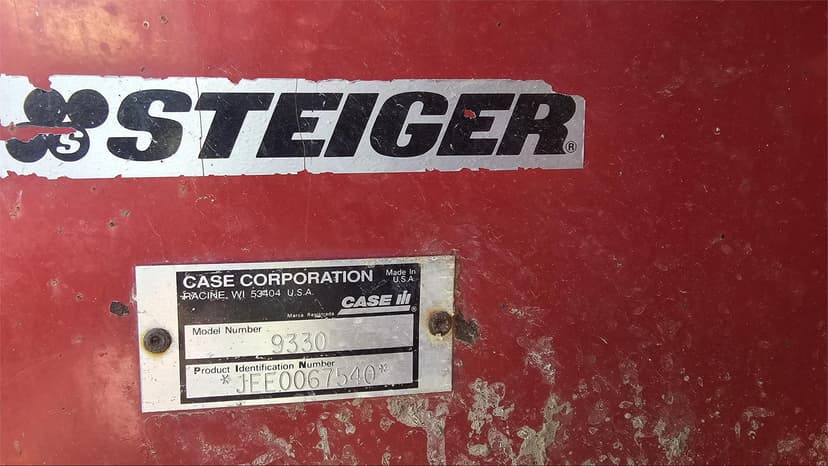 S STEIGER®
CASE CORPORATION Made In
RACINE, WI 53404 U.S.A. U.S.A.
CASE IH®
Marca Registrada
Model Number
9330
Product Identification Number
*JEE0067540*